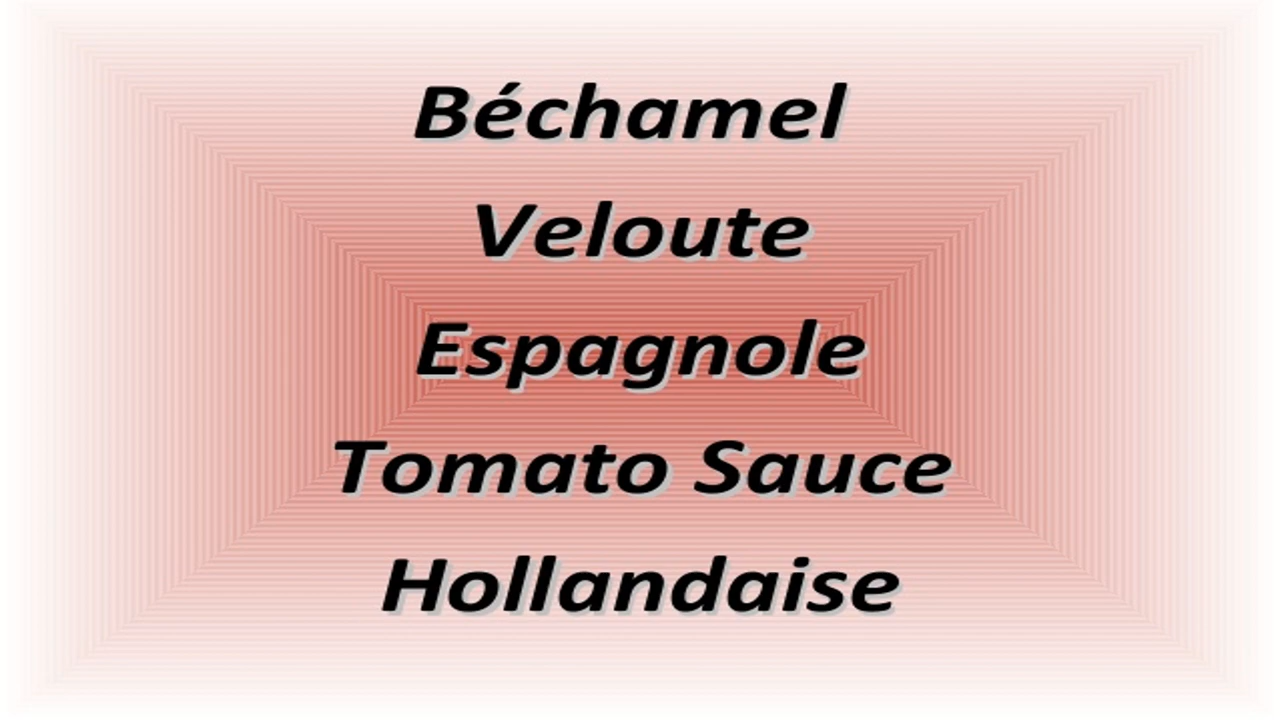 Béchamel
Veloute
Espagnole
Tomato Sauce
Hollandaise